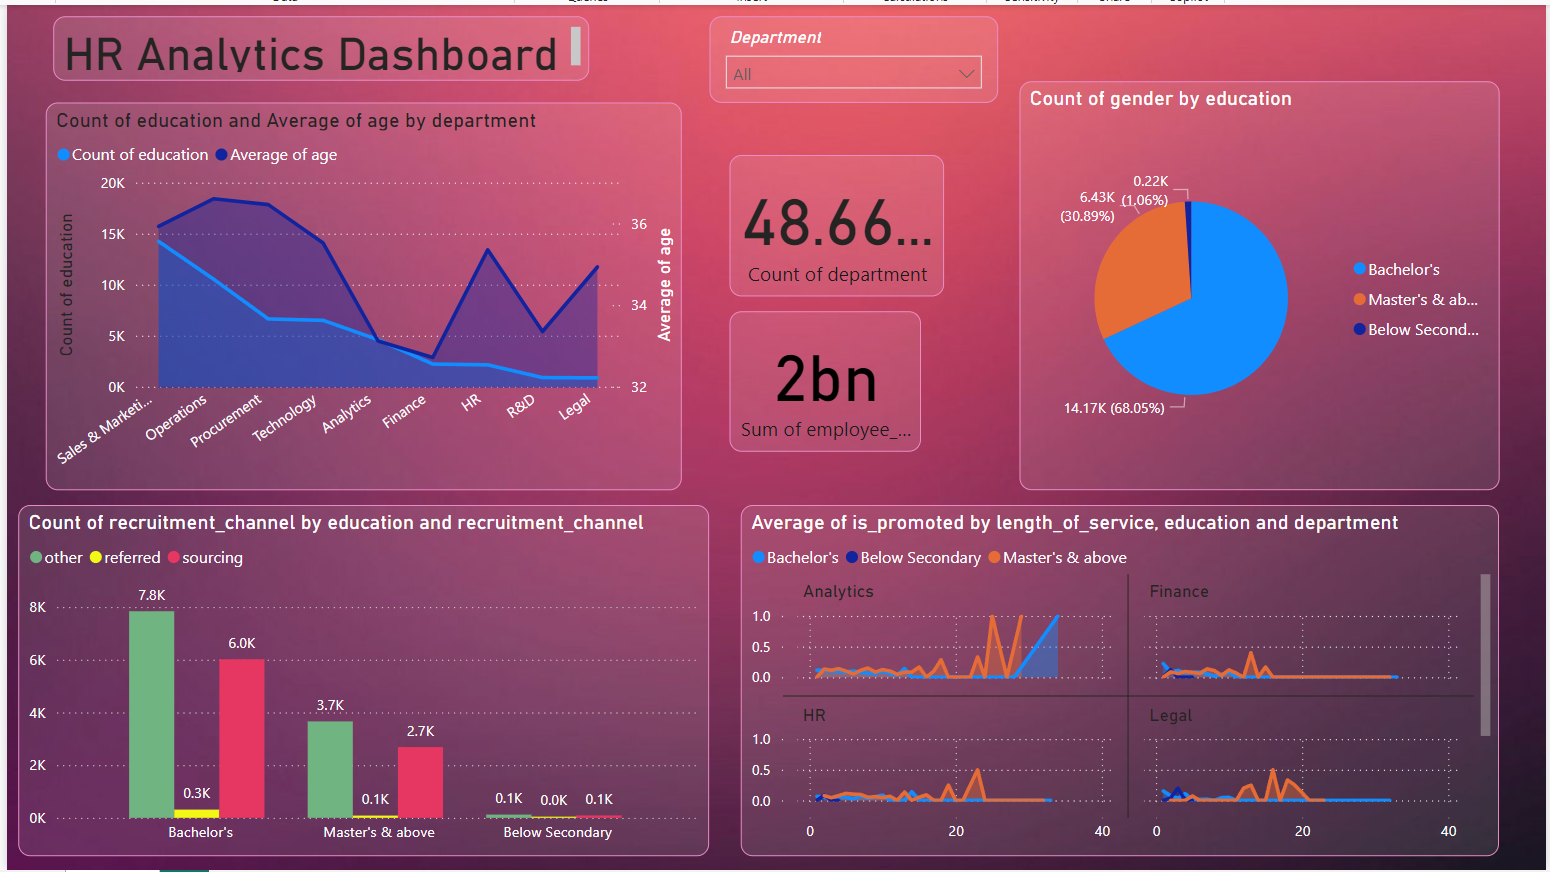 HR Analytics Dashboard
Department
All
Count of education and Average of age by department
Count of education
Average of age
20K
15K
10K
5K
0K
36
34
32
Count of education
Average of age
Sales & Marketi...
Operations
Procurement
Technology
Analytics
Finance
HR
R&D
Legal
48.66...
Count of department
2bn
Sum of employee_...
Count of gender by education
0.22K
(1.06%)
6.43K
(30.89%)
14.17K (68.05%)
Bachelor's
Master's & ab...
Below Second...
Count of recruitment_channel by education and recruitment_channel
other
referred
sourcing
8K
6K
4K
2K
0K
7.8K
0.3K
6.0K
3.7K
0.1K
2.7K
0.1K
0.0K
0.1K
Bachelor's
Master's & above
Below Secondary
Average of is_promoted by length_of_service, education and department
Bachelor's
Below Secondary
Master's & above
Analytics
Finance
1.0
0.5
0.0
HR
Legal
1.0
0.5
0.0
0
20
40
0
20
40